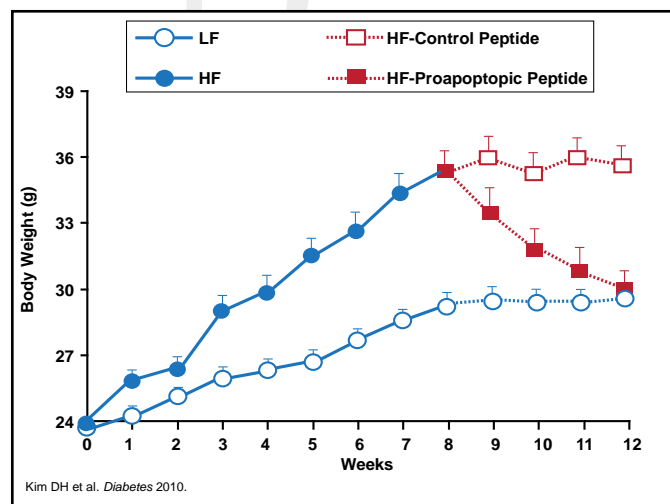 LF
HF-Control Peptide
HF
HF-Proapoptopic Peptide
39
36
33
30
27
24
Body Weight (g)
0 1 2 3 4 5 6 7 8 9 10 11 12
Weeks
Kim DH et al. Diabetes 2010.